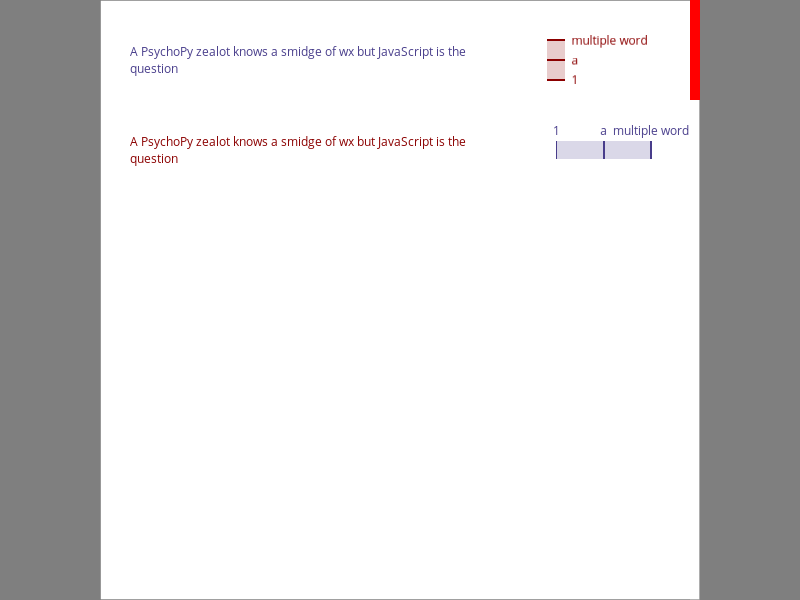 A PsychoPy zealot knows a smidge of wx but JavaScript is the
question
multiple word
a
1
A PsychoPy zealot knows a smidge of wx but JavaScript is the
question
1 a multiple word